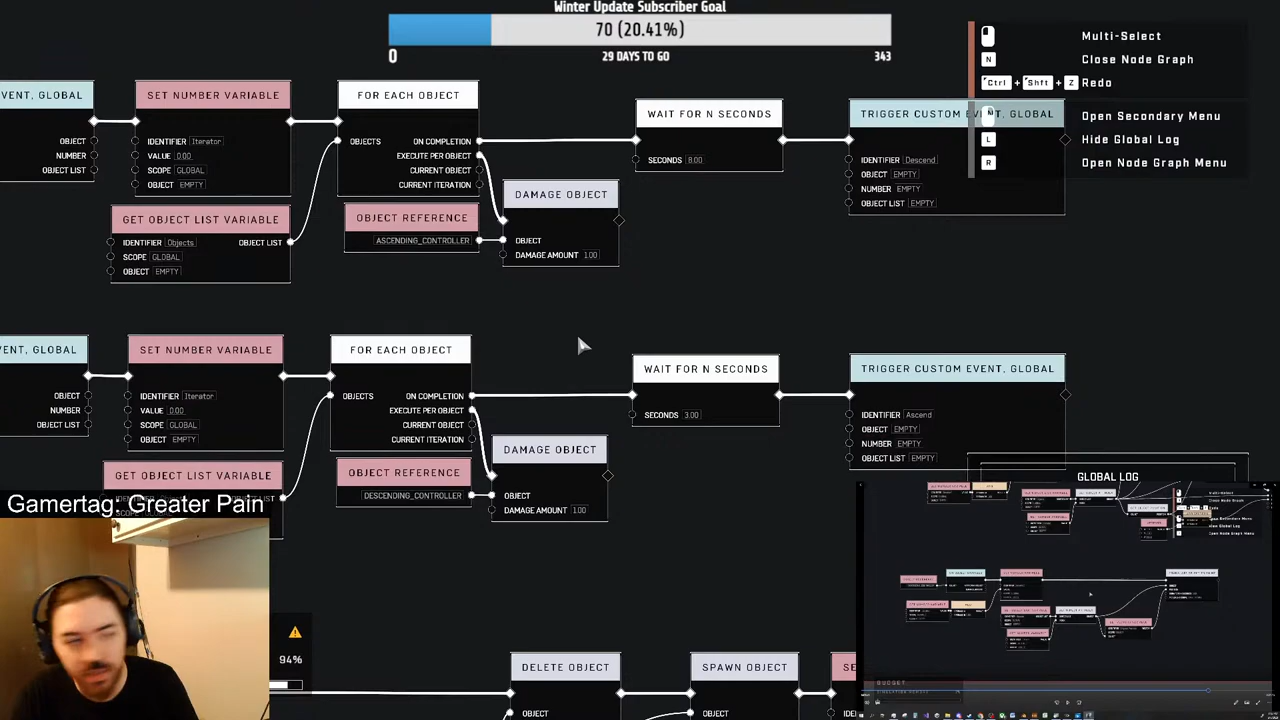 Winter Update Subscriber Goal
70 (20.41%)
0
29 DAYS TO GO
343
Multi-Select
N
Close Node Graph
Ctrl + Shft + Z Redo
Open Secondary Menu
L
Hide Global Log
R
Open Node Graph Menu
VENT, GLOBAL
OBJECT
NUMBER
OBJECT LIST
SET NUMBER VARIABLE
IDENTIFIER Iterator
VALUE 0.00
SCOPE GLOBAL
OBJECT EMPTY
FOR EACH OBJECT
OBJECTS
ON COMPLETION
EXECUTE PER OBJECT
CURRENT OBJECT
CURRENT ITERATION
WAIT FOR N SECONDS
SECONDS 8.00
TRIGGER CUSTOM EVENT, GLOBAL
IDENTIFIER Descend
OBJECT EMPTY
NUMBER EMPTY
OBJECT LIST EMPTY
GET OBJECT LIST VARIABLE
IDENTIFIER Objects
OBJECT LIST
SCOPE GLOBAL
OBJECT EMPTY
OBJECT REFERENCE
ASCENDING_CONTROLLER
DAMAGE OBJECT
OBJECT
DAMAGE AMOUNT 1.00
VENT, GLOBAL
OBJECT
NUMBER
OBJECT LIST
SET NUMBER VARIABLE
IDENTIFIER Iterator
VALUE 0.00
SCOPE GLOBAL
OBJECT EMPTY
FOR EACH OBJECT
OBJECTS
ON COMPLETION
EXECUTE PER OBJECT
CURRENT OBJECT
CURRENT ITERATION
WAIT FOR N SECONDS
SECONDS 3.00
TRIGGER CUSTOM EVENT, GLOBAL
IDENTIFIER Ascend
OBJECT EMPTY
NUMBER EMPTY
OBJECT LIST EMPTY
GET OBJECT LIST VARIABLE
OBJECT REFERENCE
DESCENDING_CONTROLLER
DAMAGE OBJECT
OBJECT
DAMAGE AMOUNT 1.00
Gamertag: Greater Prim
GLOBAL LOG
94%
DELETE OBJECT
OBJECT
SPAWN OBJECT
OBJECT